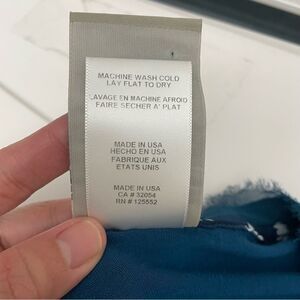 MACHINE WASH COLD
LAY FLAT TO DRY
LAVAGE EN MACHINE AFROID
FAIRE SECHER A' PLAT
MADE IN USA
HECHO EN USA
FABRIQUE AUX
ETATS UNIS
MADE IN USA
CA # 32054
RN # 125552